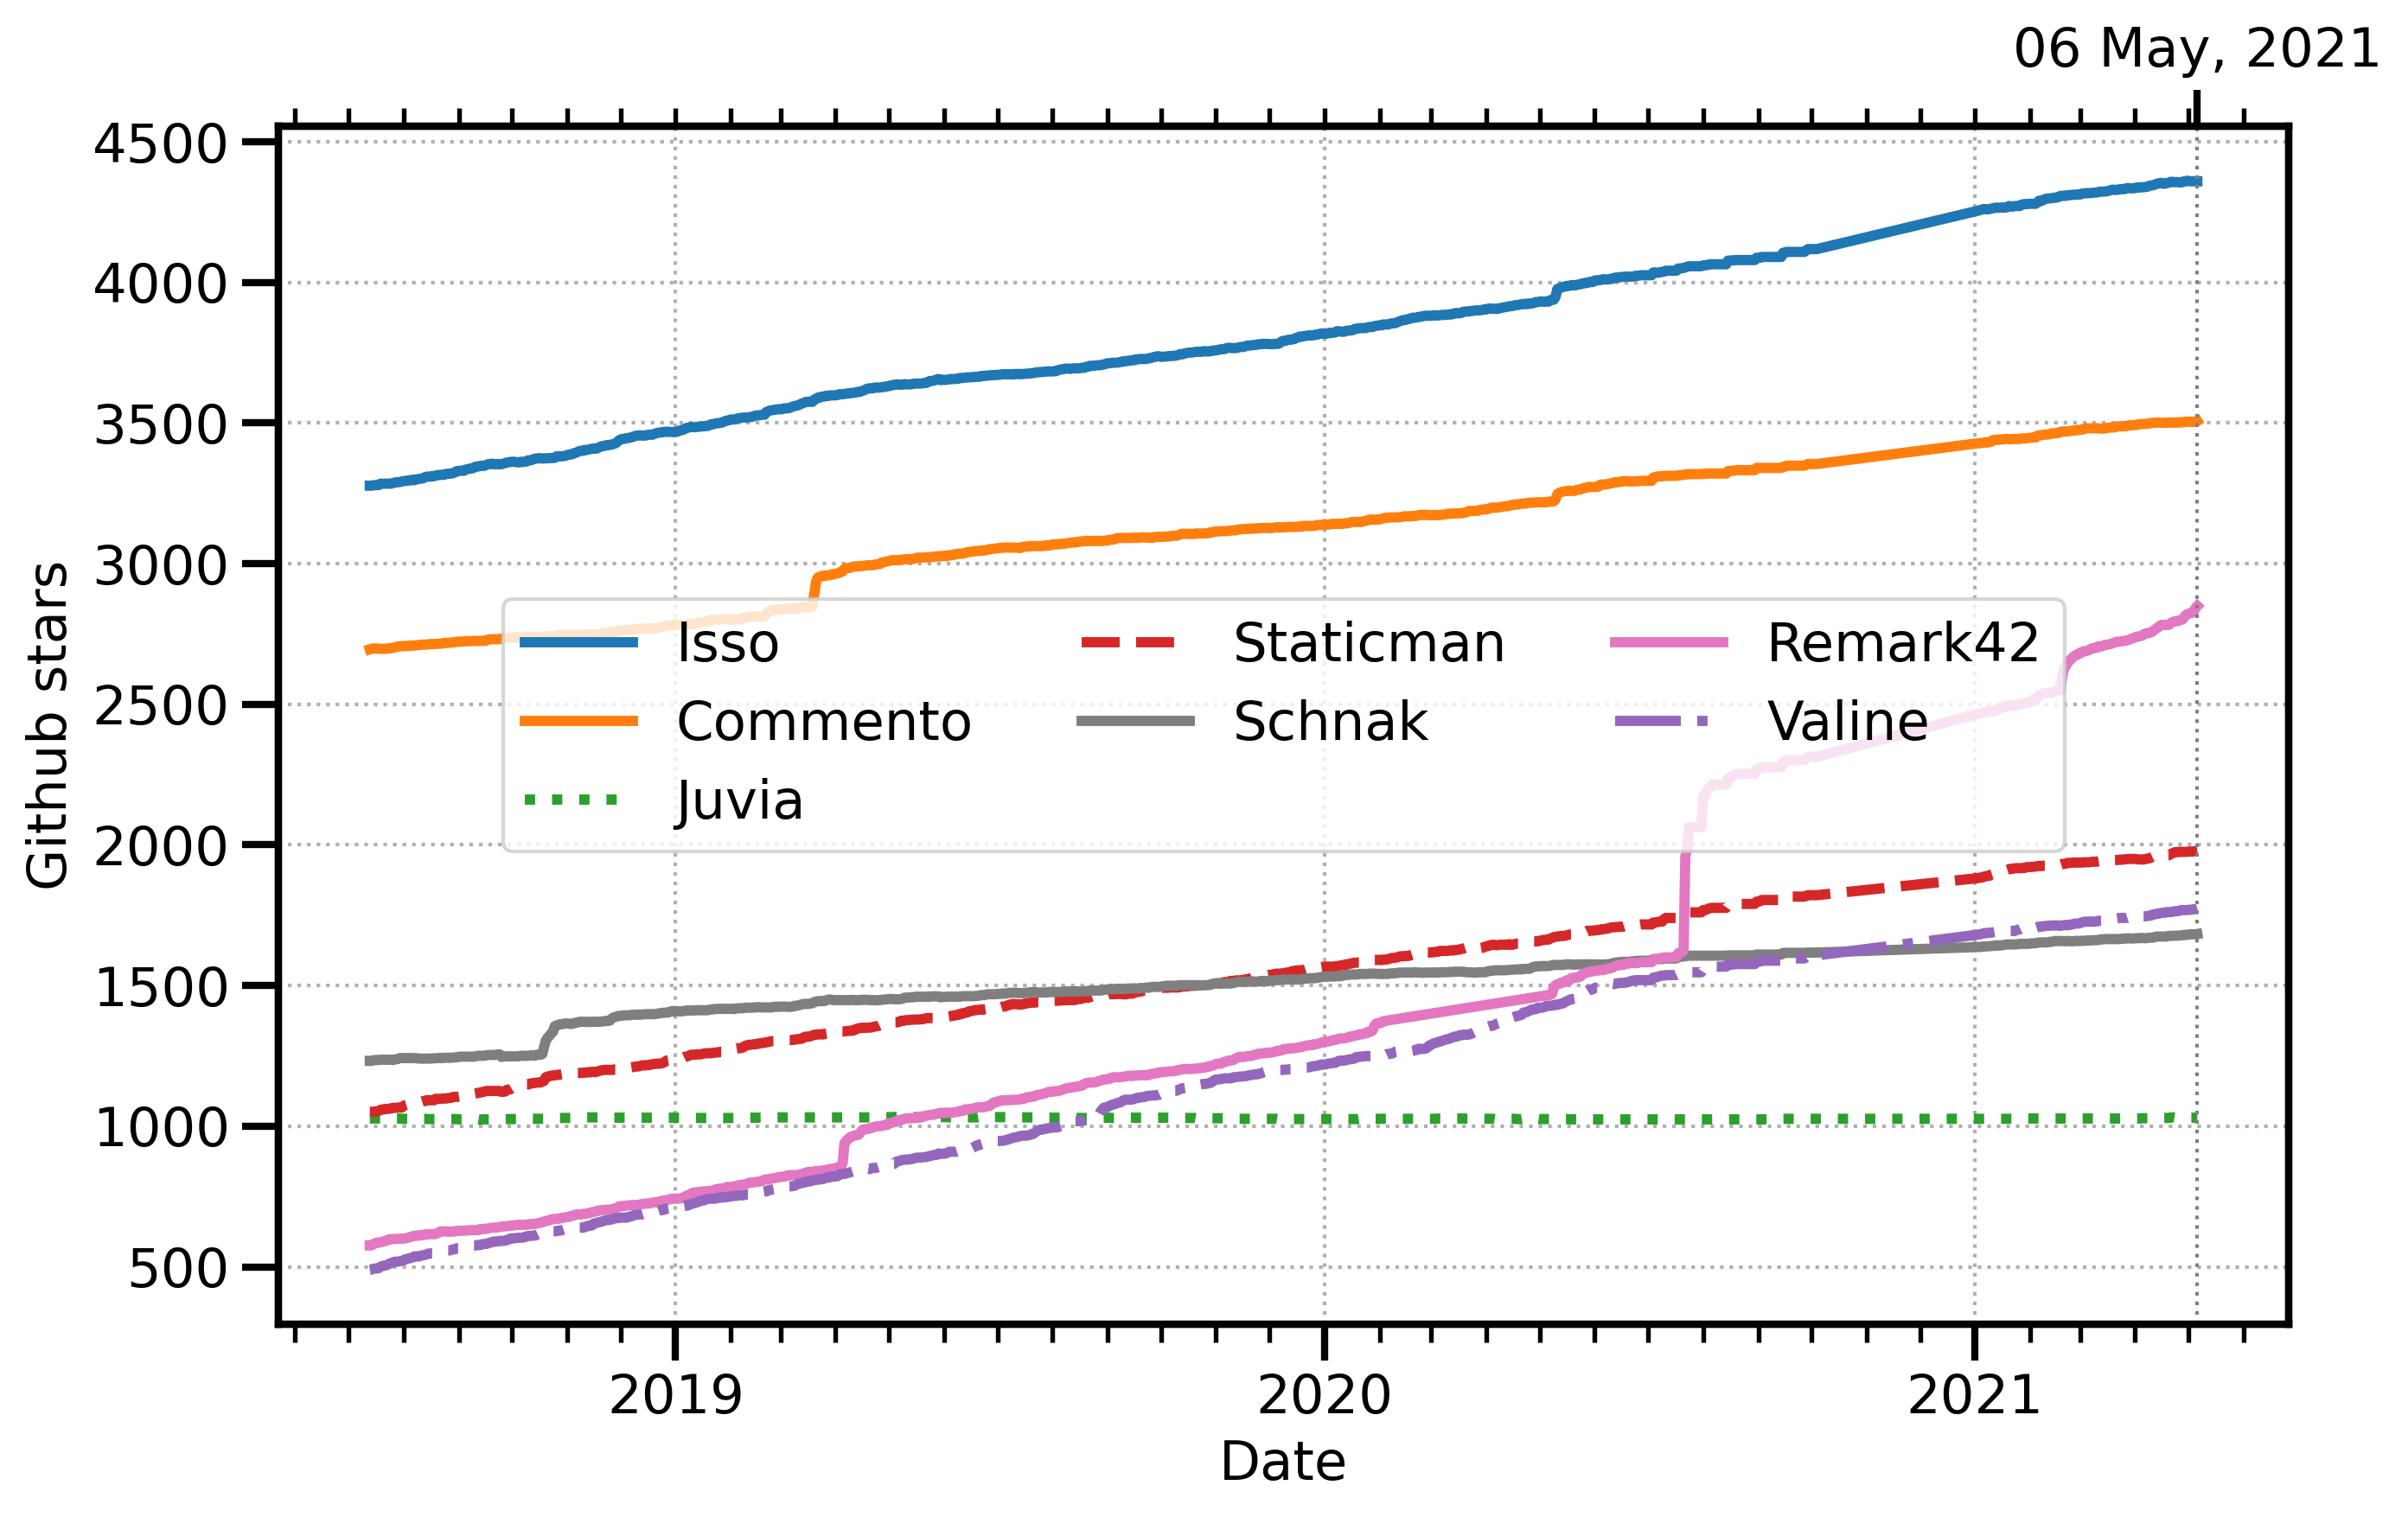 06 May, 2021
4500
4000
3500
3000
2500
2000
1500
1000
500
Github stars
Isso
Commento
Juvia
Staticman
Schnak
Remark42
Valine
2019
2020
2021
Date